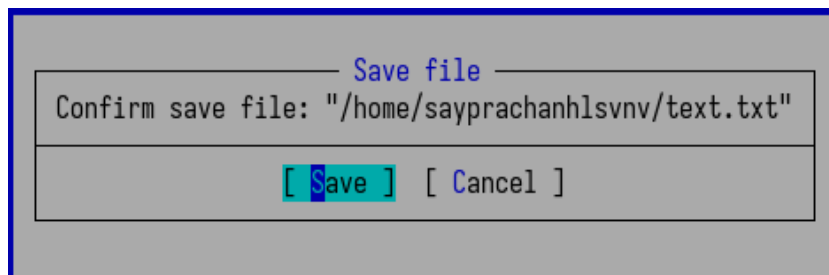 Save file
Confirm save file: "/home/sayprachanhlsvnv/text.txt"
[ Save ] [ Cancel ]